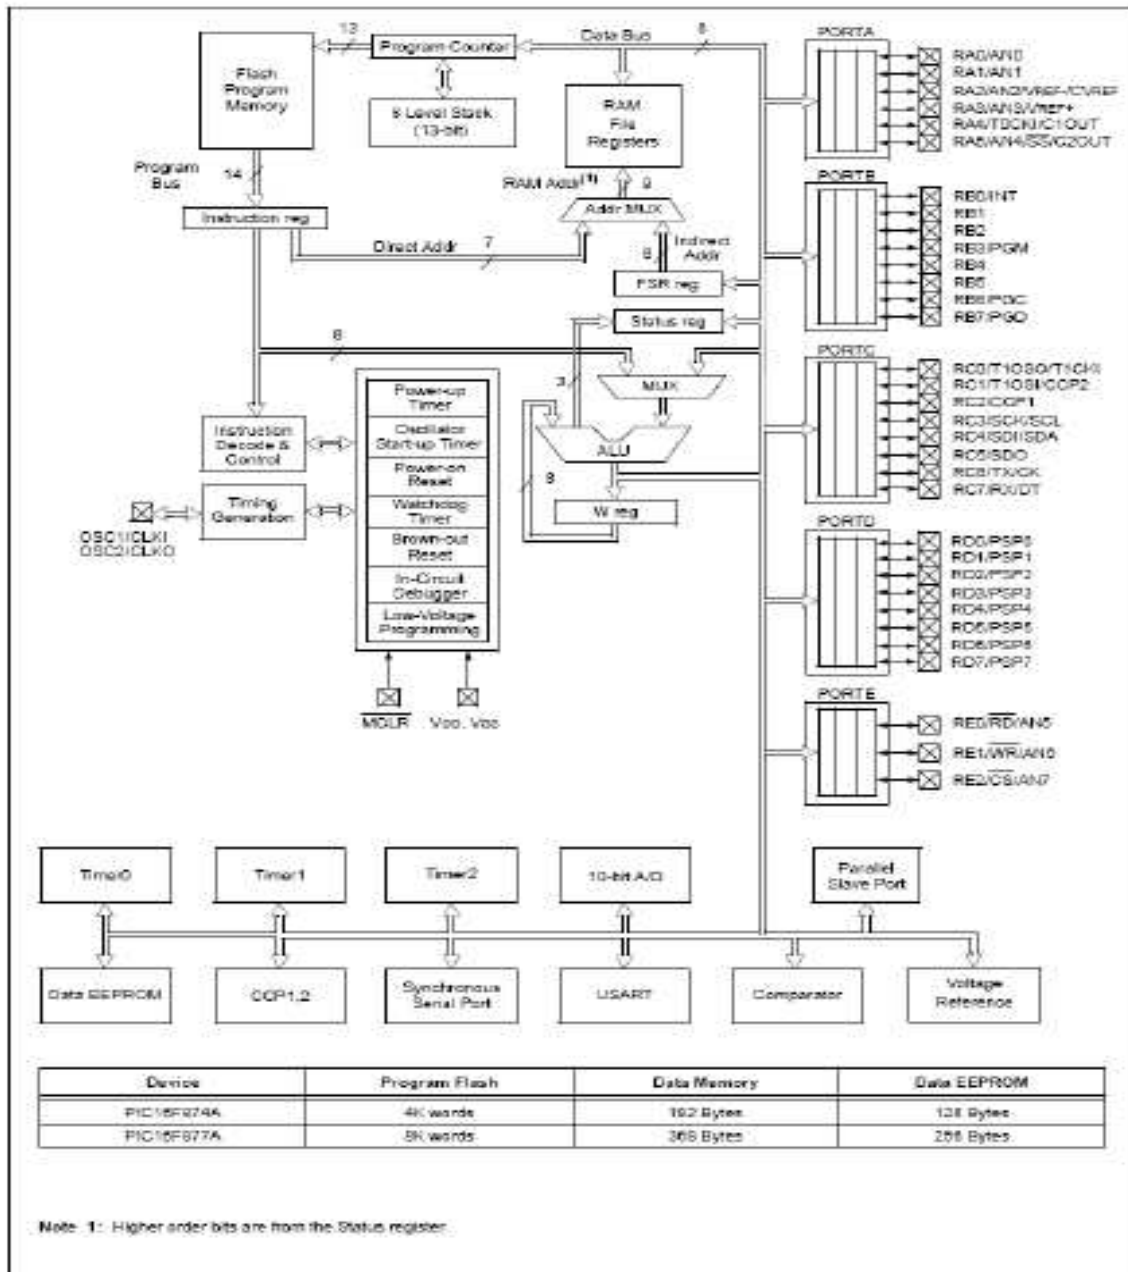 13
Program Counter
Data Bus
8
PORTA
Flash
Program
Memory
8 Level Stack
(13-bit)
RAM
File
Registers
RA0/AN0
RA1/AN1
RA2/AN2/VREF-/CVREF
RA3/AN3/VREF+
RA4/T0CKI/C1OUT
RA5/AN4/SS/C2OUT
Program
Bus
14
RAM Addr(1)
9
PORTB
Instruction reg
Addr MUX
Direct Addr
7
8
Indirect
Addr
FSR reg
RB0/INT
RB1
RB2
RB3/PGM
RB4
RB5
RB6/PGC
RB7/PGD
Status reg
8
3
MUX
PORTC
Power-up
Timer
Oscillator
Start-up Timer
Power-on
Reset
Watchdog
Timer
Brown-out
Reset
In-Circuit
Debugger
Low-Voltage
Programming
Instruction
Decode &
Control
Timing
Generation
OSC1/CLKI
OSC2/CLKO
ALU
8
W reg
RC0/T1OSO/T1CKI
RC1/T1OSI/CCP2
RC2/CCP1
RC3/SCK/SCL
RC4/SDI/SDA
RC5/SDO
RC6/TX/CK
RC7/RX/DT
PORTD
RD0/PSP0
RD1/PSP1
RD2/PSP2
RD3/PSP3
RD4/PSP4
RD5/PSP5
RD6/PSP6
RD7/PSP7
MCLR
PORTE
RE0/RD/AN5
RE1/WR/AN6
RE2/CS/AN7
Timer0
Timer1
Timer2
10-bit A/D
Parallel
Slave Port
Data EEPROM
CCP1,2
Synchronous
Serial Port
USART
Comparator
Voltage
Reference
Device Program Flash Data Memory Data EEPROM
PIC16F874A 4K words 192 Bytes 128 Bytes
PIC16F877A 8K words 368 Bytes 256 Bytes
Note 1: Higher order bits are from the Status register